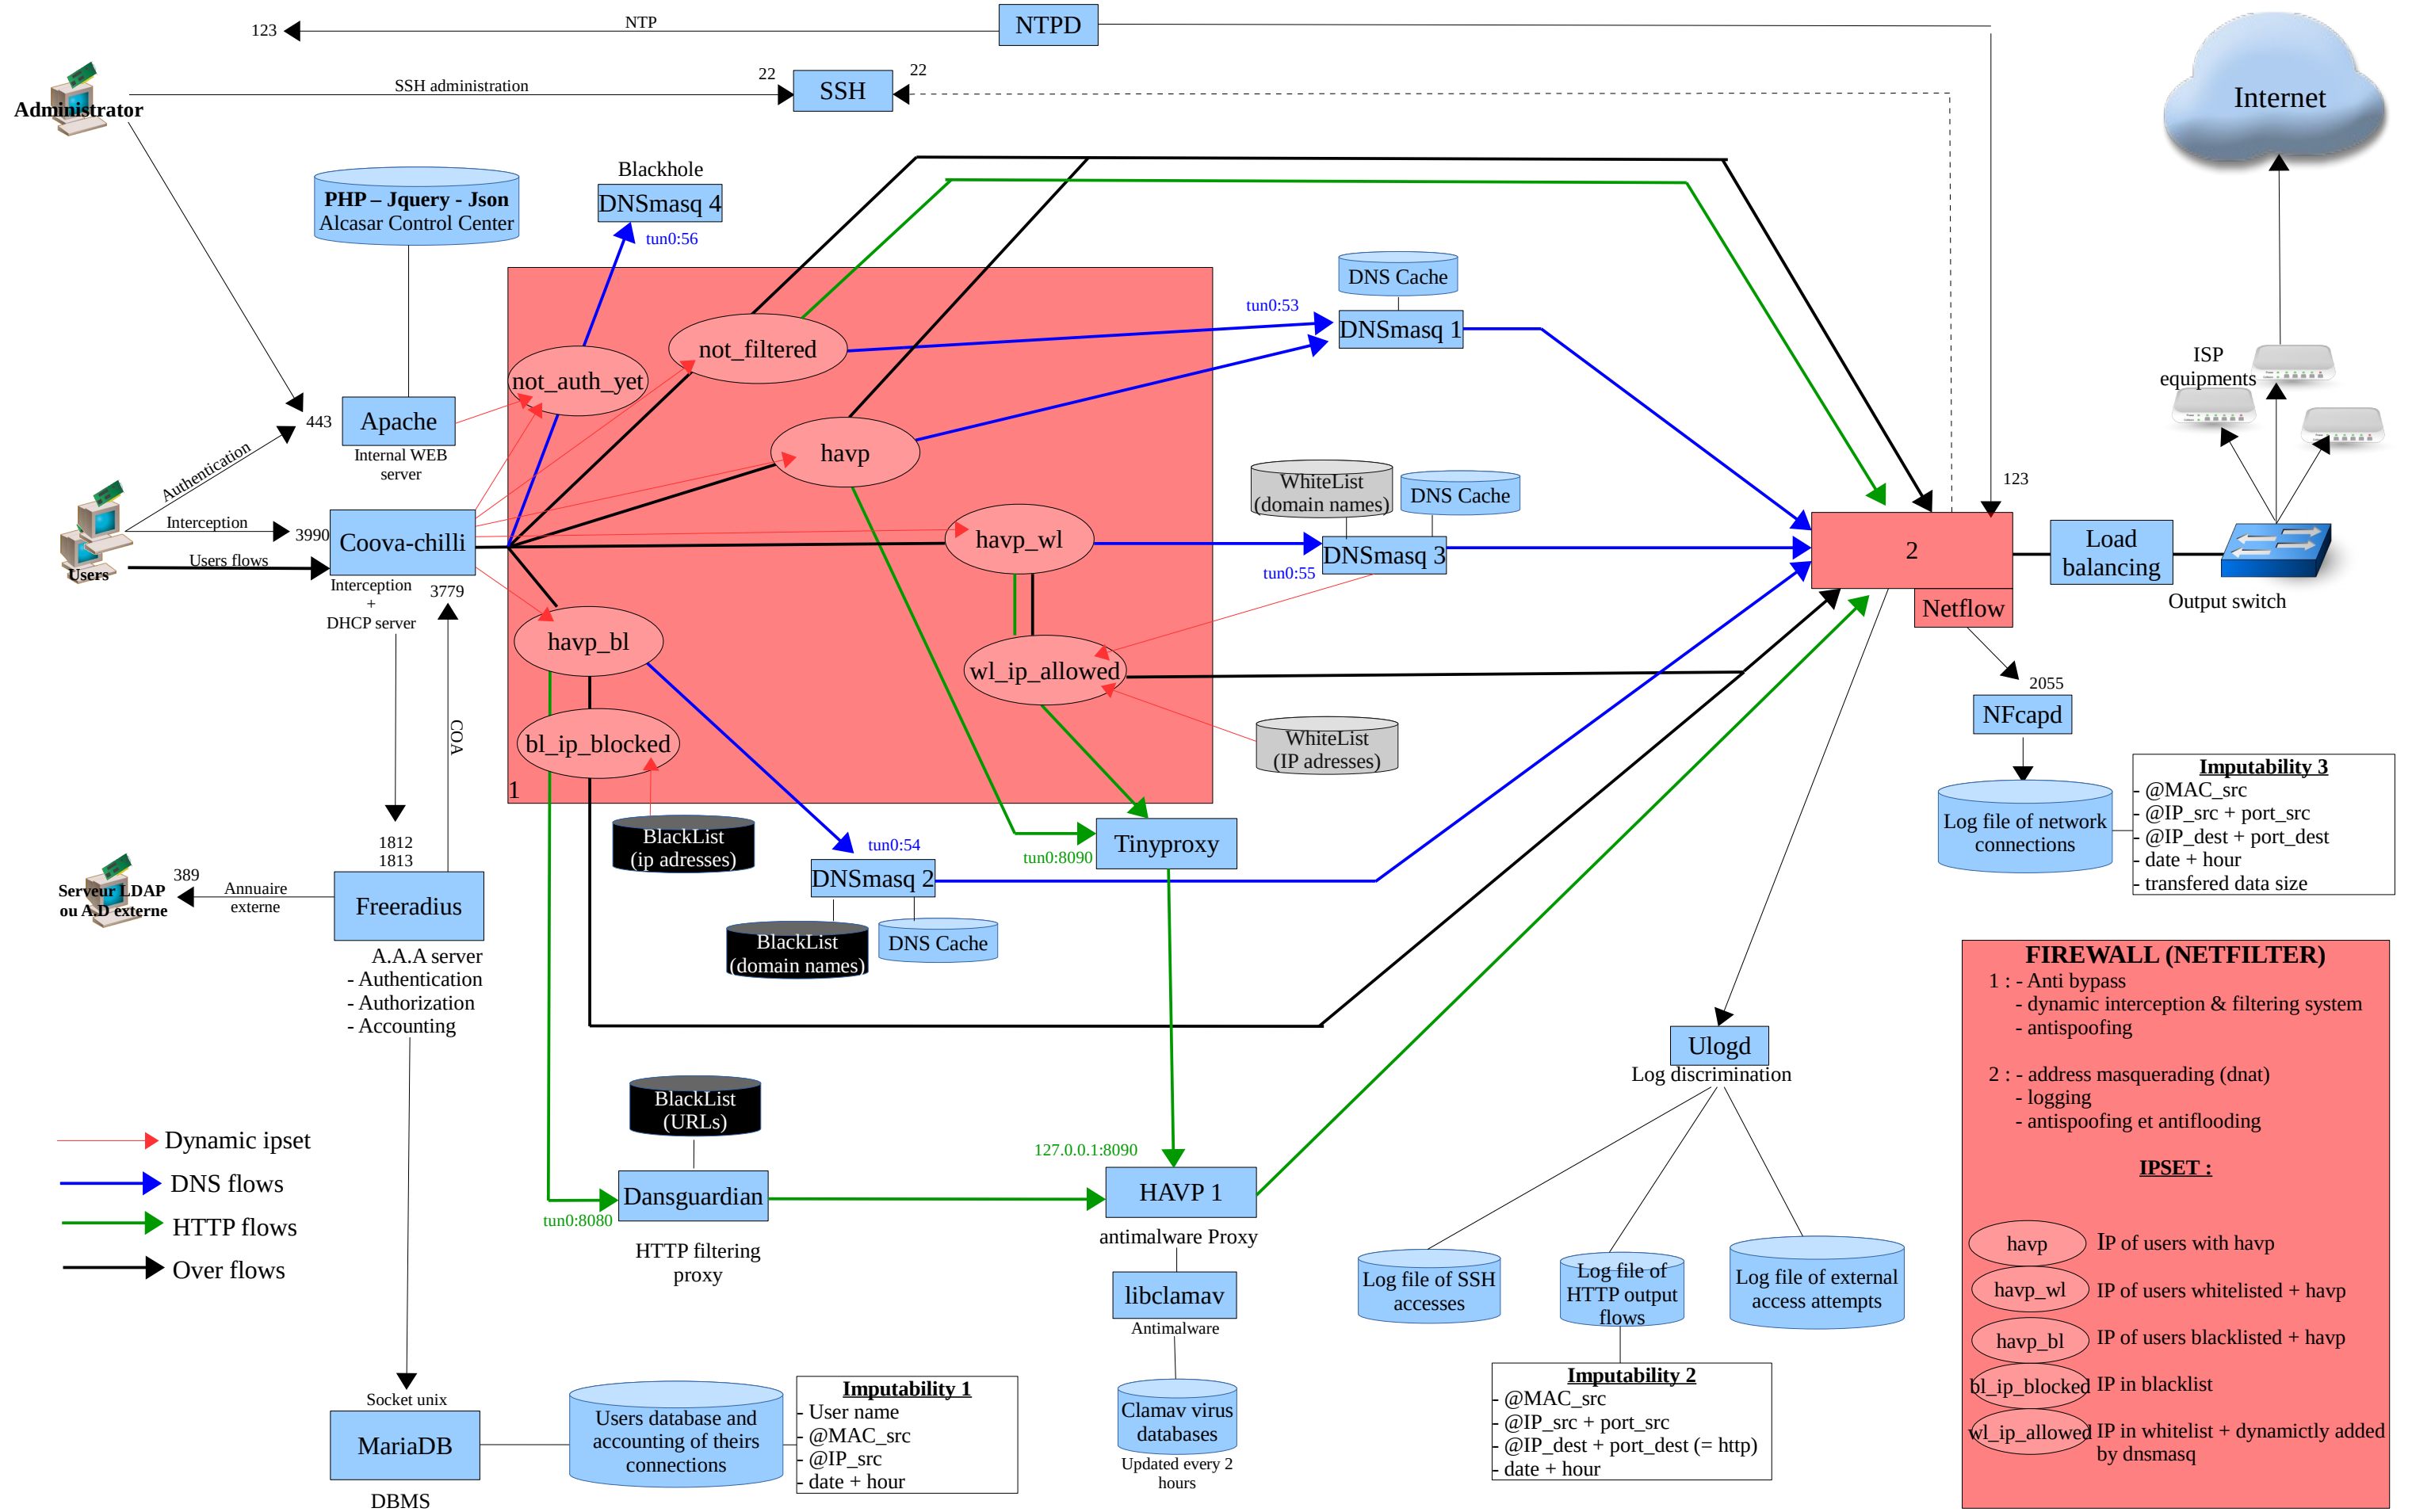 NTP
NTPD
123
22
22
SSH administration
SSH
Administrator
Internet
Blackhole
DNSmasq 4
tun0:56
PHP – Jquery - Json
Alcasar Control Center
DNS Cache
tun0:53
DNSmasq 1
not_filtered
not_auth_yet
ISP
equipments
443
Apache
Internal WEB
server
havp
Authentication
WhiteList
(domain names)
DNS Cache
123
Interception
3990
Coova-chilli
havp_wl
DNSmasq 3
2
Load
balancing
Users flows
Users
tun0:55
Interception
+
DHCP server
3779
Netflow
Output switch
havp_bl
wl_ip_allowed
2055
NFcapd
COA
bl_ip_blocked
WhiteList
(IP adresses)
1
Imputability 3
- @MAC_src
- @IP_src + port_src
- @IP_dest + port_dest
- date + hour
- transfered data size
Log file of network
connections
BlackList
(ip adresses)
tun0:54
Tinyproxy
tun0:8090
1812
1813
DNSmasq 2
389
Serveur LDAP
ou A.D externe
Annuaire
externe
Freeradius
BlackList
(domain names)
DNS Cache
A.A.A server
- Authentication
- Authorization
- Accounting
FIREWALL (NETFILTER)
1 : - Anti bypass
- dynamic interception & filtering system
- antispoofing
2 : - address masquerading (dnat)
- logging
- antispoofing et antiflooding
IPSET :
havp
IP of users with havp
havp_wl
IP of users whitelisted + havp
havp_bl
IP of users blacklisted + havp
bl_ip_blocked
IP in blacklist
wl_ip_allowed
IP in whitelist + dynamictly added
by dnsmasq
Ulogd
Log discrimination
BlackList
(URLs)
Dynamic ipset
DNS flows
HTTP flows
Over flows
127.0.0.1:8090
Dansguardian
tun0:8080
HTTP filtering
proxy
HAVP 1
antimalware Proxy
libclamav
Antimalware
Log file of SSH
accesses
Log file of
HTTP output
flows
Log file of external
access attempts
Imputability 2
- @MAC_src
- @IP_src + port_src
- @IP_dest + port_dest (= http)
- date + hour
Clamav virus
databases
Updated every 2
hours
Socket unix
MariaDB
DBMS
Users database and
accounting of theirs
connections
Imputability 1
- User name
- @MAC_src
- @IP_src
- date + hour